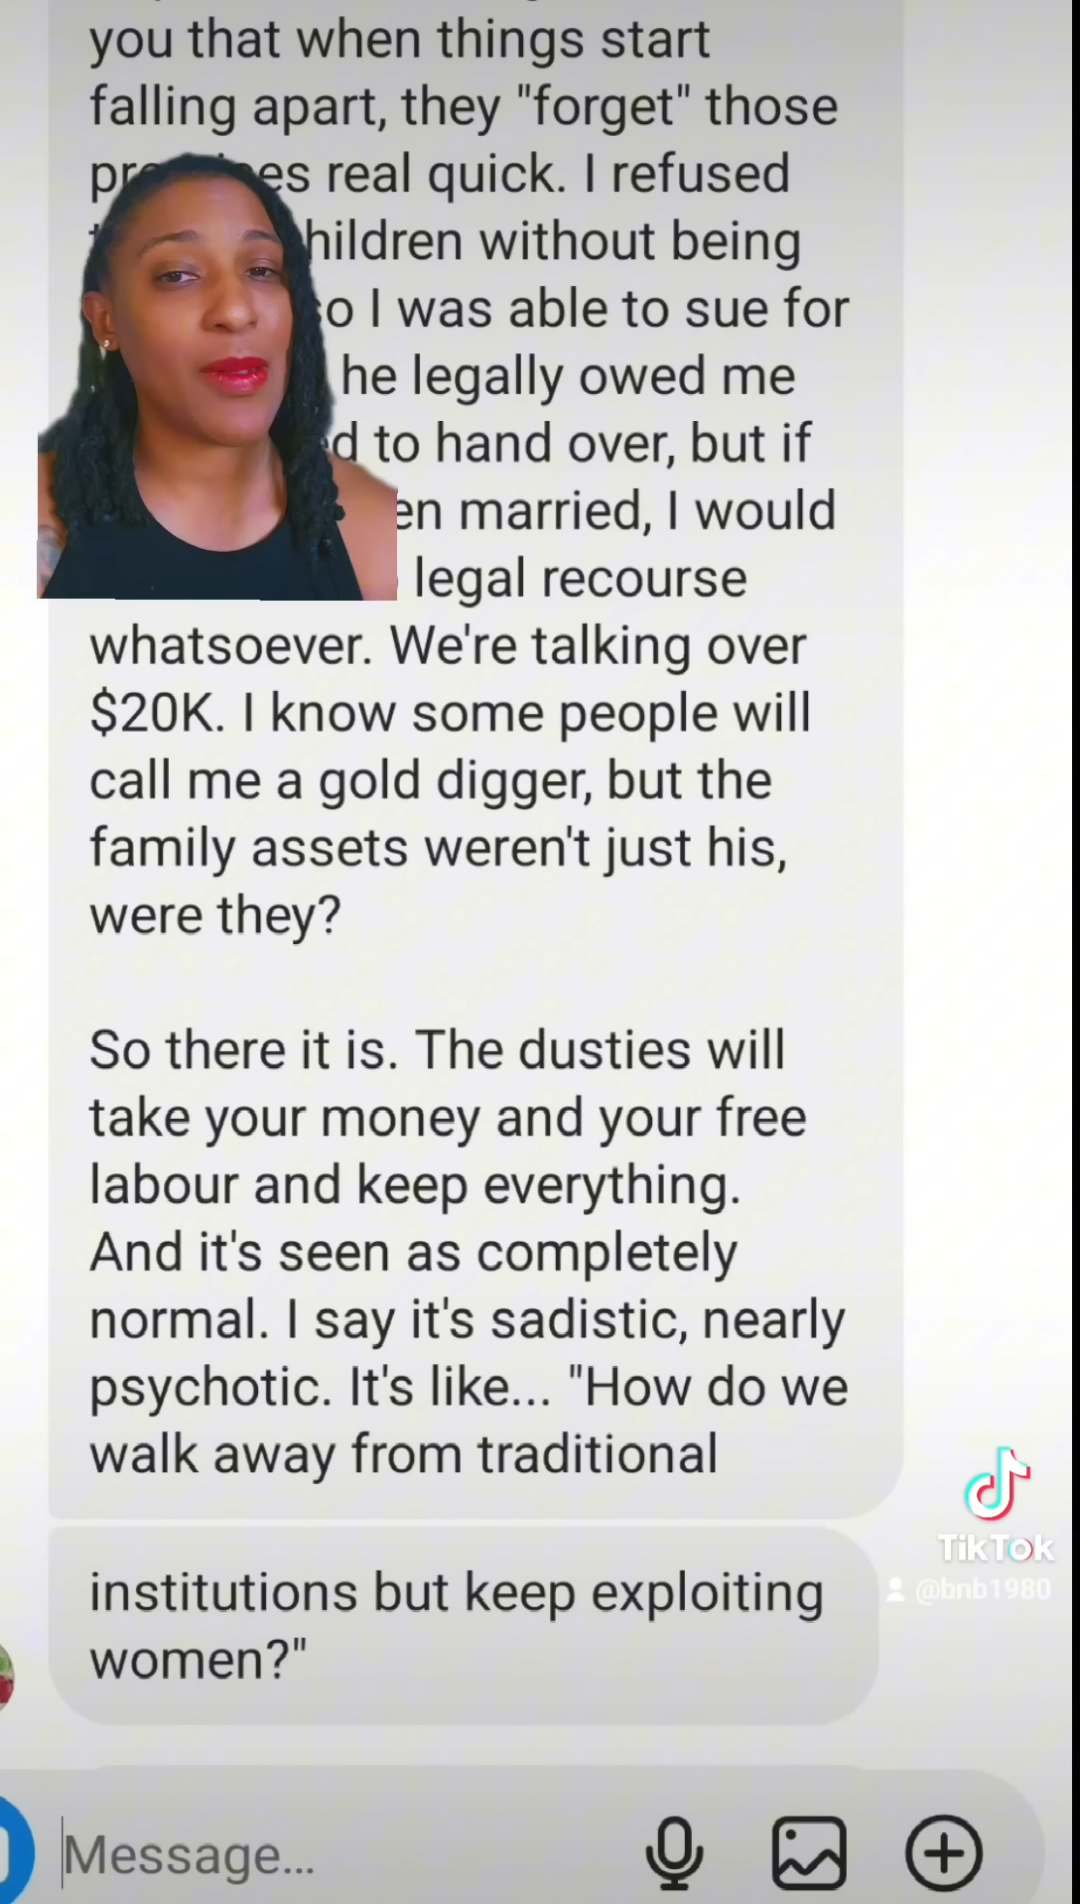 you that when things start
falling apart, they "forget" those
real quick. I refused
without being
I was able to sue for
he legally owed me
to hand over, but if
married, I would
legal recourse
whatsoever. We're talking over
$20K. I know some people will
call me a gold digger, but the
family assets weren't just his,
were they?
So there it is. The dusties will
take your money and your free
labour and keep everything.
And it's seen as completely
normal. I say it's sadistic, nearly
psychotic. It's like... "How do we
walk away from traditional
institutions but keep exploiting
women?"
TikTok
@bnb1980
Message...